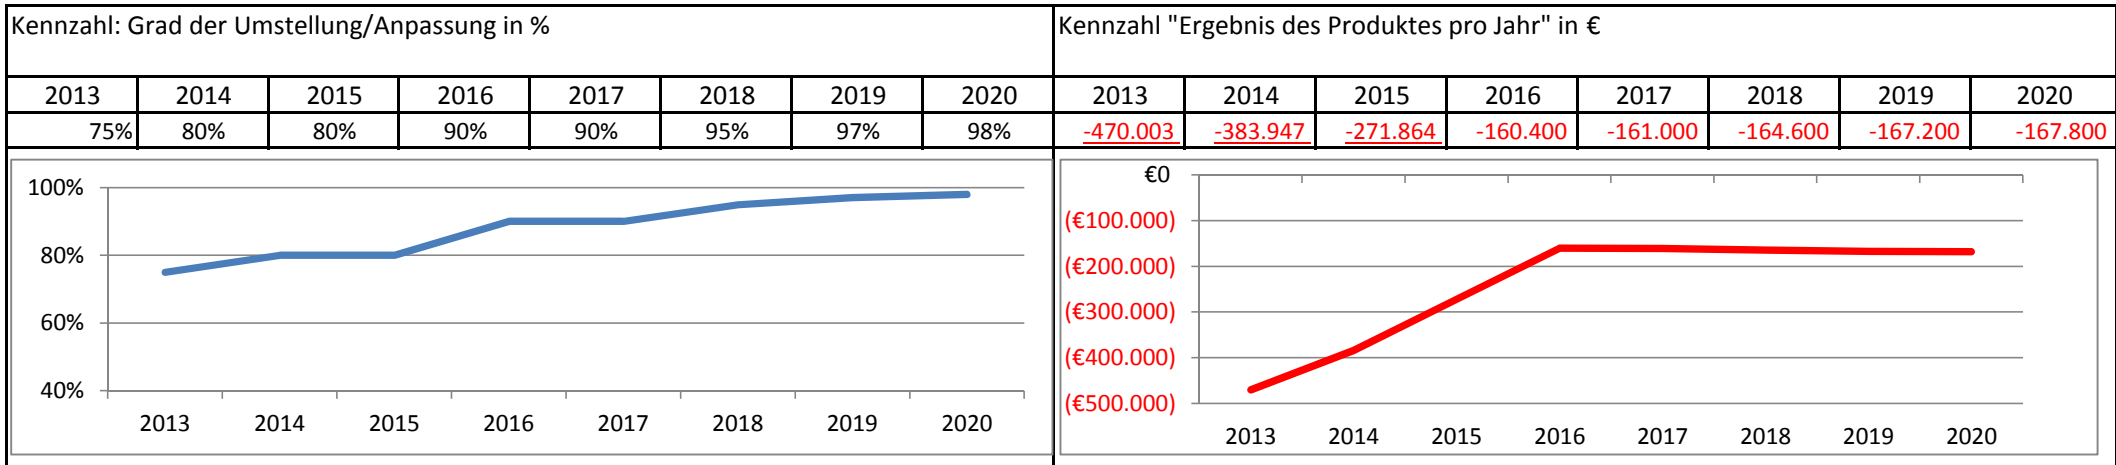 Kennzahl: Grad der Umstellung/Anpassung in %
Kennzahl "Ergebnis des Produktes pro Jahr" in €
2013 2014 2015 2016 2017 2018 2019 2020 2013 2014 2015 2016 2017 2018 2019 2020
75% 80% 80% 90% 90% 95% 97% 98% -470.003 -383.947 -271.864 -160.400 -161.000 -164.600 -167.200 -167.800
100%
80%
60%
40%
2013 2014 2015 2016 2017 2018 2019 2020
€0
(€100.000)
(€200.000)
(€300.000)
(€400.000)
(€500.000)
2013 2014 2015 2016 2017 2018 2019 2020